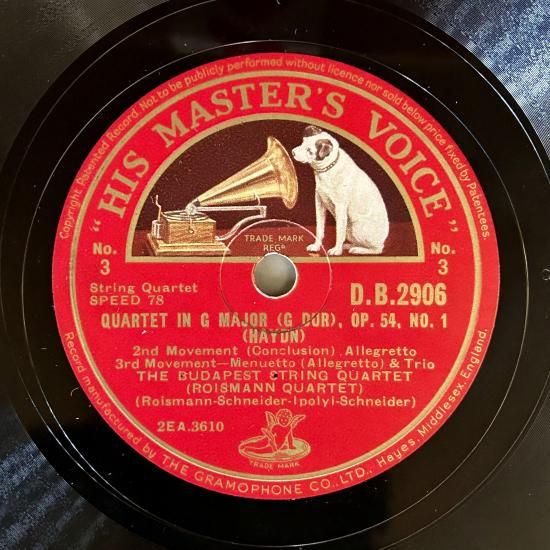 Copyright. Patented Record. Not to be publicly performed without licence nor sold below price fixed by Patentees.
"HIS MASTER'S VOICE"
TRADE MARK
REGD
No.
3
No.
3
String Quartet
SPEED 78
D.B.2906
QUARTET IN G MAJOR (G DUR), OP. 54, NO. 1
(HAYDN)
2nd Movement (Conclusion) Allegretto
3rd Movement—Menuetto (Allegretto) & Trio
THE BUDAPEST STRING QUARTET
(ROISMANN QUARTET)
(Roismann-Schneider-Ipolyi-Schneider)
2EA.3610
TRADE MARK
Record manufactured by THE GRAMOPHONE CO., LTD., Hayes, Middlesex, England.